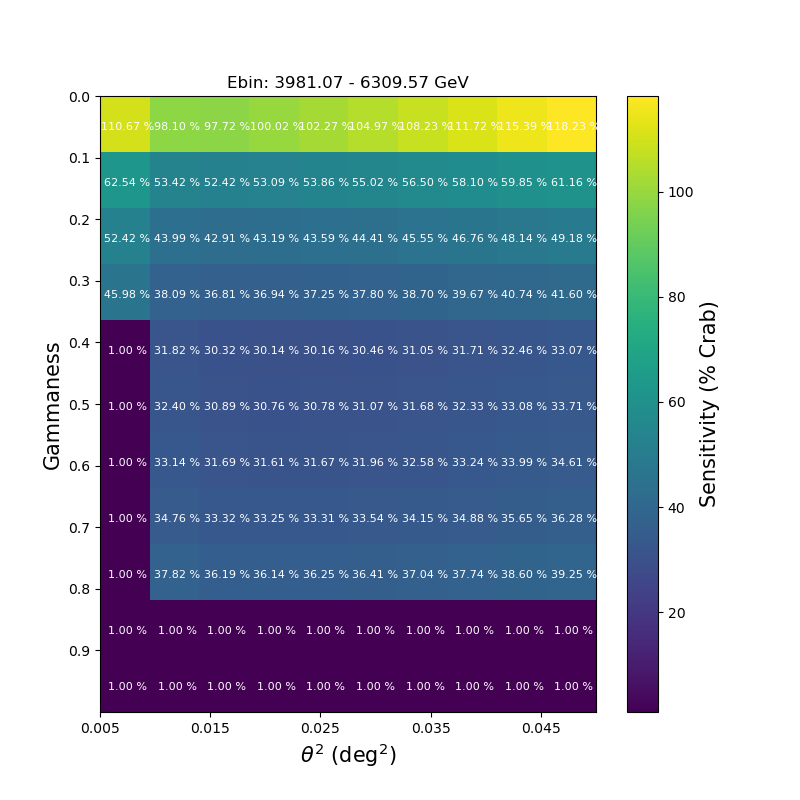 Ebin: 3981.07 - 6309.57 GeV
0.0
110.67 % 98.10 % 97.72 % 100.02 % 102.27 % 104.97 % 108.23 % 111.72 % 115.39 % 118.23 %
0.1
62.54 % 53.42 % 52.42 % 53.09 % 53.86 % 55.02 % 56.50 % 58.10 % 59.85 % 61.16 %
0.2
52.42 % 43.99 % 42.91 % 43.19 % 43.59 % 44.41 % 45.55 % 46.76 % 48.14 % 49.18 %
0.3
45.98 % 38.09 % 36.81 % 36.94 % 37.25 % 37.80 % 38.70 % 39.67 % 40.74 % 41.60 %
0.4
1.00 % 31.82 % 30.32 % 30.14 % 30.16 % 30.46 % 31.05 % 31.71 % 32.46 % 33.07 %
0.5
1.00 % 32.40 % 30.89 % 30.76 % 30.78 % 31.07 % 31.68 % 32.33 % 33.08 % 33.71 %
0.6
1.00 % 33.14 % 31.69 % 31.61 % 31.67 % 31.96 % 32.58 % 33.24 % 33.99 % 34.61 %
0.7
1.00 % 34.76 % 33.32 % 33.25 % 33.31 % 33.54 % 34.15 % 34.88 % 35.65 % 36.28 %
0.8
1.00 % 37.82 % 36.19 % 36.14 % 36.25 % 36.41 % 37.04 % 37.74 % 38.60 % 39.25 %
0.9
1.00 % 1.00 % 1.00 % 1.00 % 1.00 % 1.00 % 1.00 % 1.00 % 1.00 % 1.00 %
1.00 % 1.00 % 1.00 % 1.00 % 1.00 % 1.00 % 1.00 % 1.00 % 1.00 % 1.00 %
Gammaness
0.005 0.015 0.025 0.035 0.045
θ² (deg²)
100
80
60
40
20
Sensitivity (% Crab)